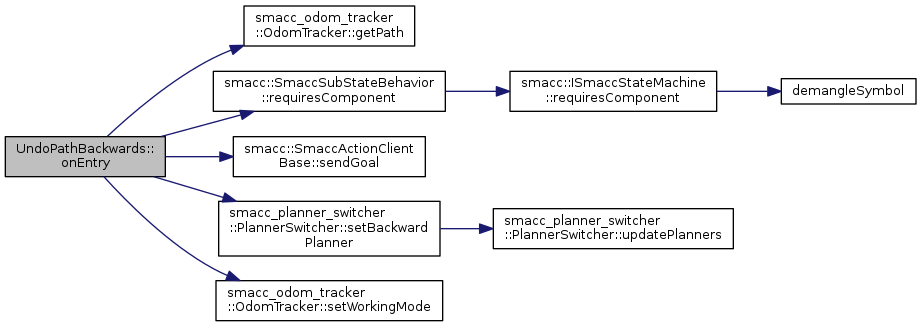 smacc_odom_tracker
::OdomTracker::getPath
smacc::SmaccSubStateBehavior
::requiresComponent
smacc::ISmaccStateMachine
::requiresComponent
demangleSymbol
UndoPathBackwards::
onEntry
smacc::SmaccActionClient
Base::sendGoal
smacc_planner_switcher
::PlannerSwitcher::setBackward
Planner
smacc_planner_switcher
::PlannerSwitcher::updatePlanners
smacc_odom_tracker
::OdomTracker::setWorkingMode